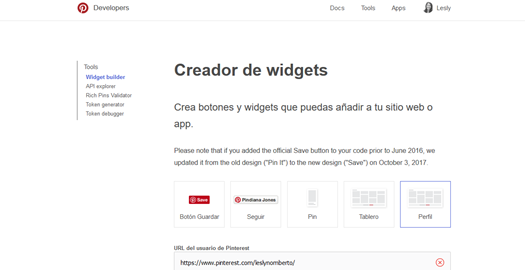 Developers
Docs Tools Apps Lesly
Tools
Widget builder
API explorer
Rich Pins Validator
Token generator
Token debugger
Creador de widgets
Crea botones y widgets que puedas añadir a tu sitio web o
app.
Please note that if you added the official Save button to your code prior to June 2016, we
updated it from the old design ("Pin It") to the new design ("Save") on October 3, 2017.
Save
Pindiana Jones
Botón Guardar
Seguir
Pin
Tablero
Perfil
URL del usuario de Pinterest
https://www.pinterest.com/leslynomberto/